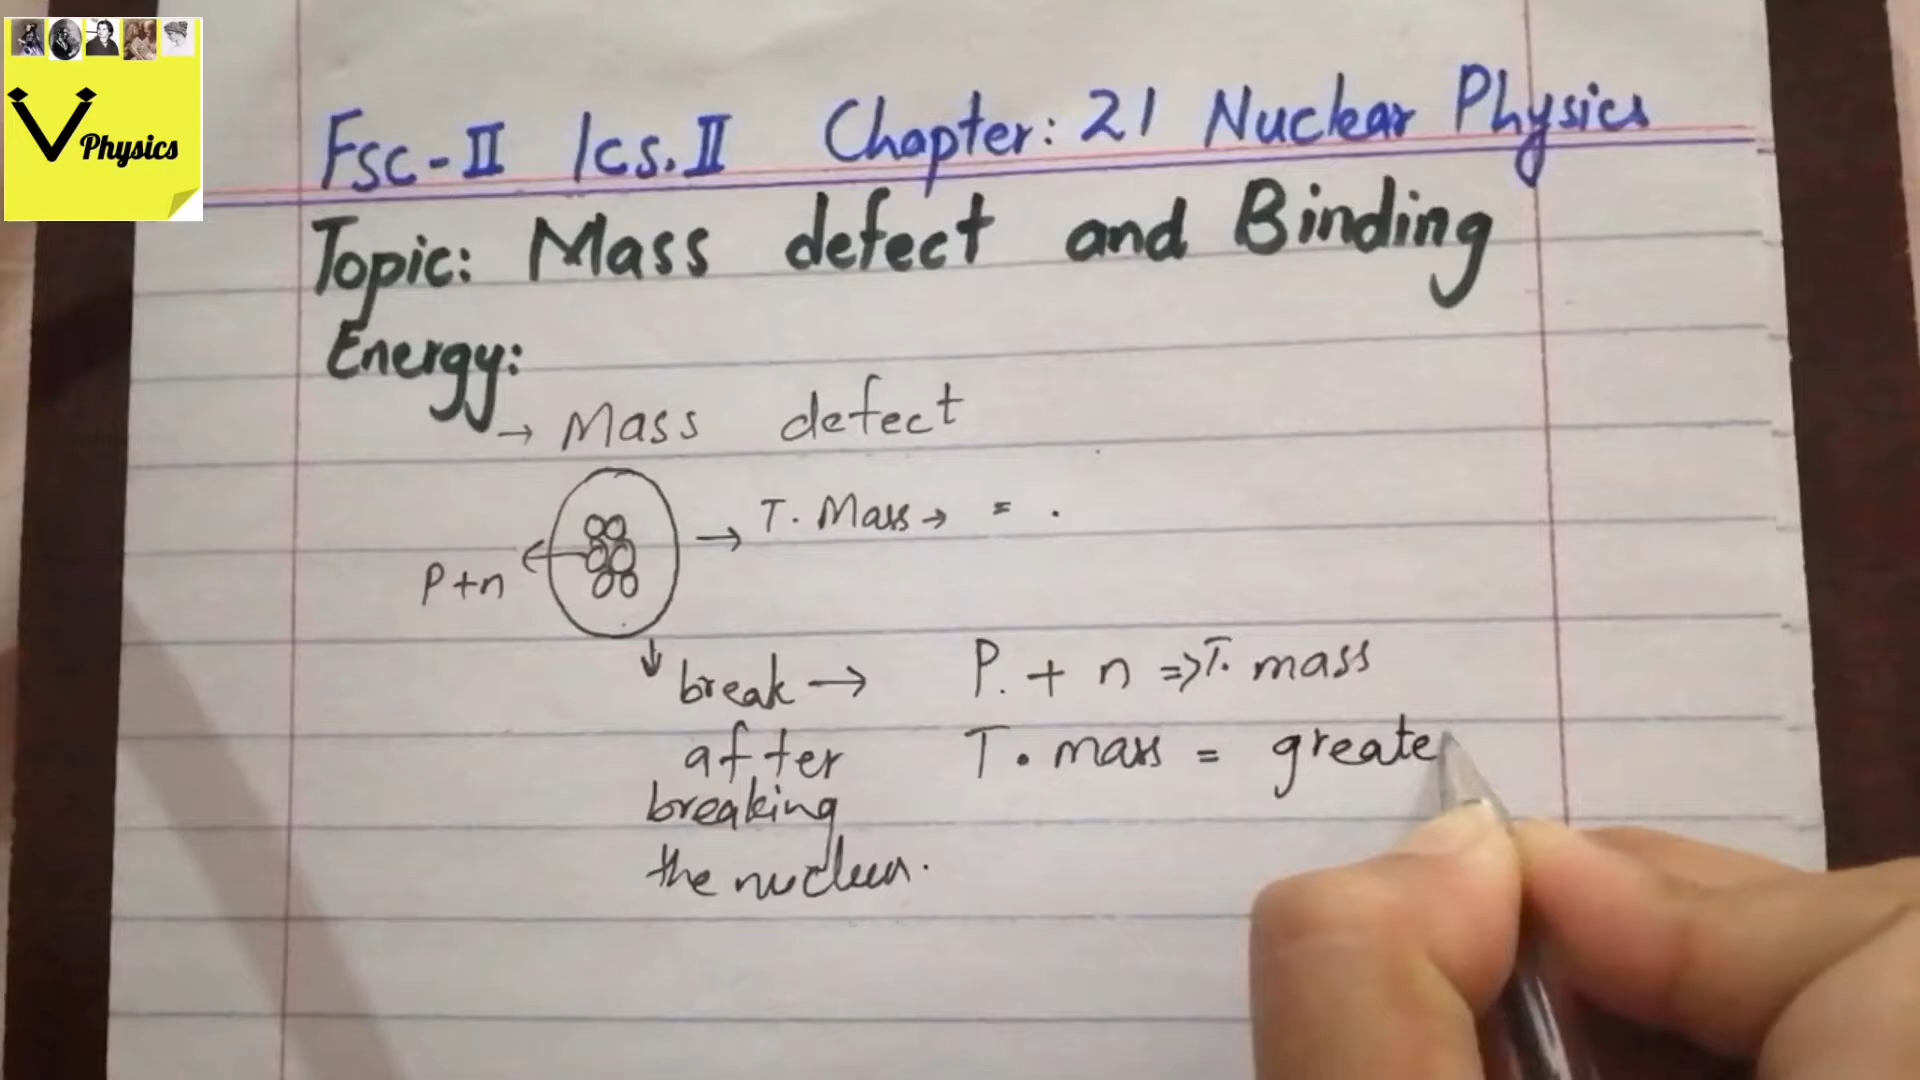 V Physics
Fsc-II Ics.II Chapter: 21 Nuclear Physics
Topic: Mass defect and Binding
Energy:
→ Mass defect
→ T. Mass → = .
P+n
break → P. + n => T. mass
after T. mass = greate
breaking
the nucleus.